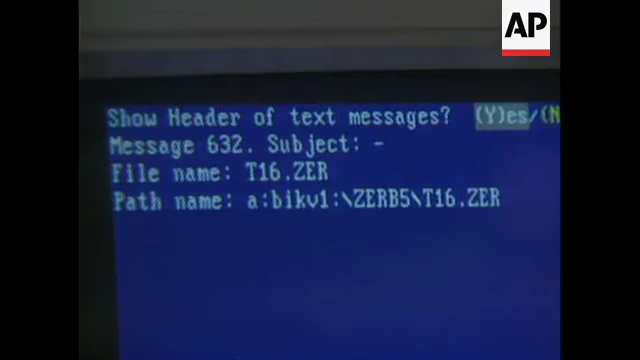 AP
Show Header of text messages? (Y)es/(N
Message 632. Subject: -
File name: T16.ZER
Path name: a:bikv1:\ZERB5\T16.ZER